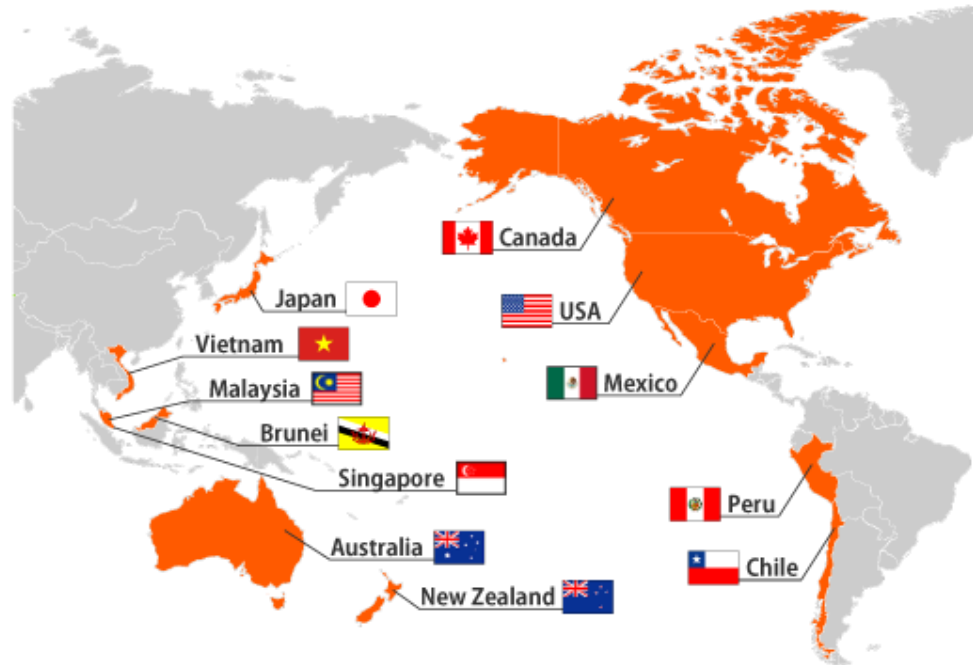 Canada
Japan
USA
Vietnam
Malaysia
Mexico
Brunei
Singapore
Peru
Australia
Chile
New Zealand